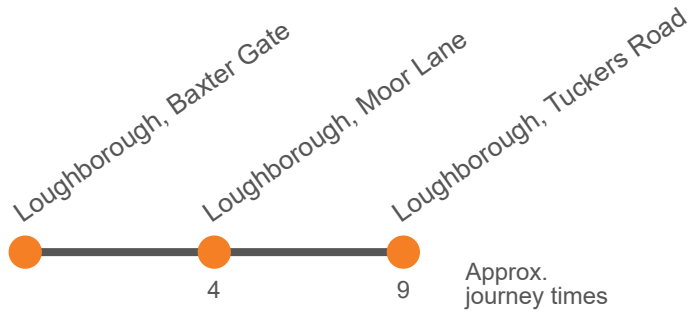 Loughborough, Baxter Gate
Loughborough, Moor Lane
Loughborough, Tuckers Road
4
9
Approx.
journey times